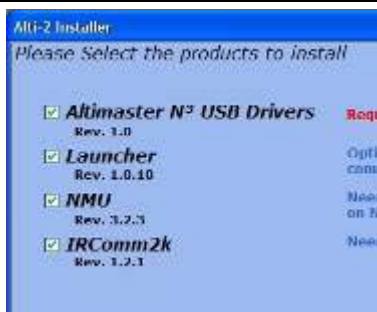 Alti-2 Installer
Please Select the products to install
Altimaster N³ USB Drivers
Rev. 1.0
Launcher
Rev. 1.0.10
NMU
Rev. 3.2.3
IRComm2k
Rev. 1.2.1
on